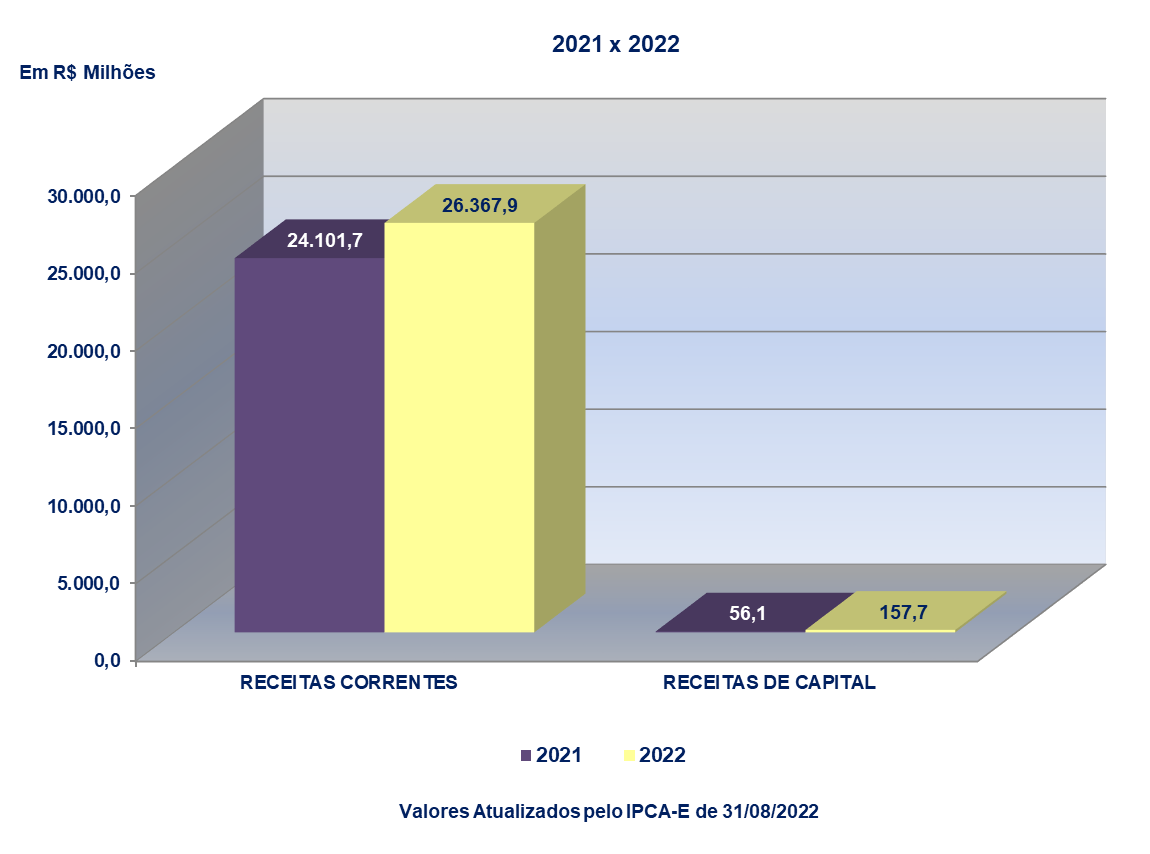 2021 x 2022
Em R$ Milhões
30.000,0
25.000,0
20.000,0
15.000,0
10.000,0
5.000,0
0,0
24.101,7
26.367,9
56,1
157,7
RECEITAS CORRENTES
RECEITAS DE CAPITAL
2021
2022
Valores Atualizados pelo IPCA-E de 31/08/2022